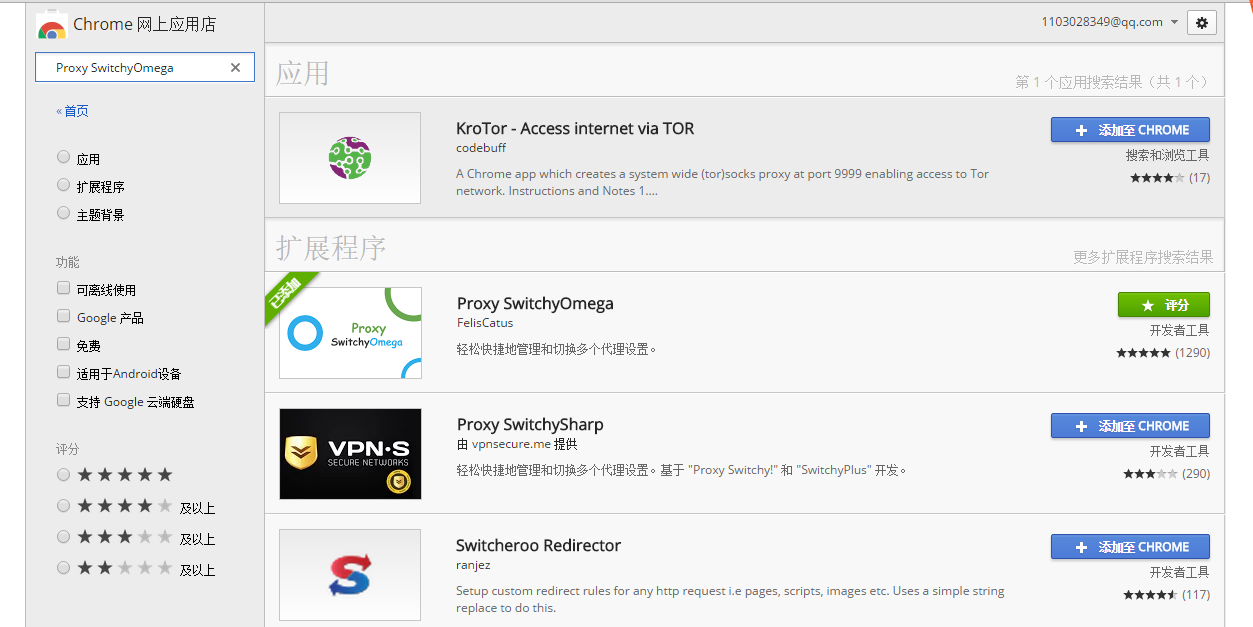 Chrome 网上应用店
1103028349@qq.com
Proxy SwitchyOmega
«首页
应用
扩展程序
主题背景
功能
可离线使用
Google 产品
免费
适用于Android设备
支持 Google 云端硬盘
评分
及以上
及以上
及以上
应用
第 1 个应用搜索结果（共 1 个）
KroTor - Access internet via TOR
codebuff
A Chrome app which creates a system wide (tor)socks proxy at port 9999 enabling access to Tor
network. Instructions and Notes 1....
添加至 CHROME
搜索和浏览工具
(17)
扩展程序
更多扩展程序搜索结果
已添加
Proxy
SwitchyOmega
Proxy SwitchyOmega
FelisCatus
轻松快捷地管理和切换多个代理设置。
评分
开发者工具
(1290)
VPN·S
SECURE NETWORKS
Proxy SwitchySharp
由 vpnsecure.me 提供
轻松快捷地管理和切换多个代理设置。基于 "Proxy Switchy!" 和 "SwitchyPlus" 开发。
添加至 CHROME
开发者工具
(290)
Switcheroo Redirector
ranjez
Setup custom redirect rules for any http request i.e pages, scripts, images etc. Uses a simple string
replace to do this.
添加至 CHROME
开发者工具
(117)